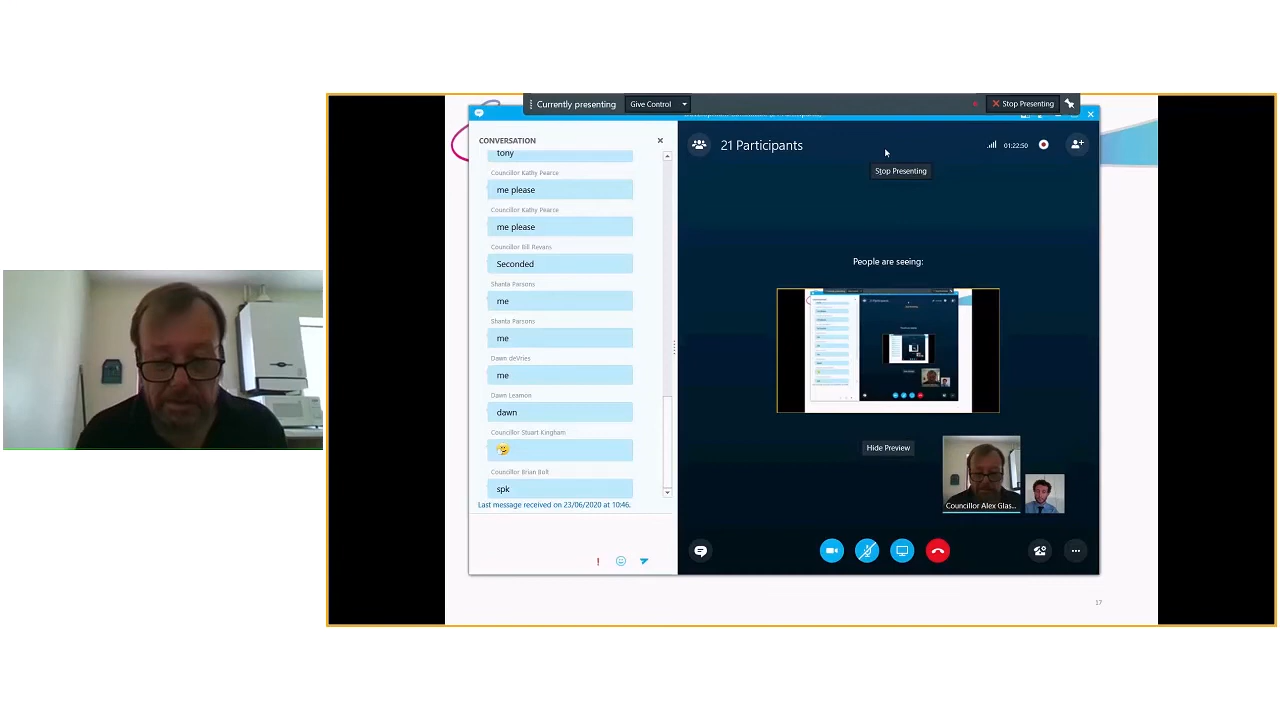 Currently presenting
Give Control
Stop Presenting
CONVERSATION
21 Participants
01:22:50
Stop Presenting
tony
Councillor Kathy Pearce
me please
Councillor Kathy Pearce
me please
Councillor Bill Revans
Seconded
Shanta Parsons
me
Shanta Parsons
me
Dawn deVries
me
Dawn Leamon
dawn
Councillor Stuart Kingham
Councillor Brian Bolt
spk
Last message received on 23/06/2020 at 10:46.
People are seeing:
21 Participants
Hide Preview
Councillor Alex Glas...
!
17